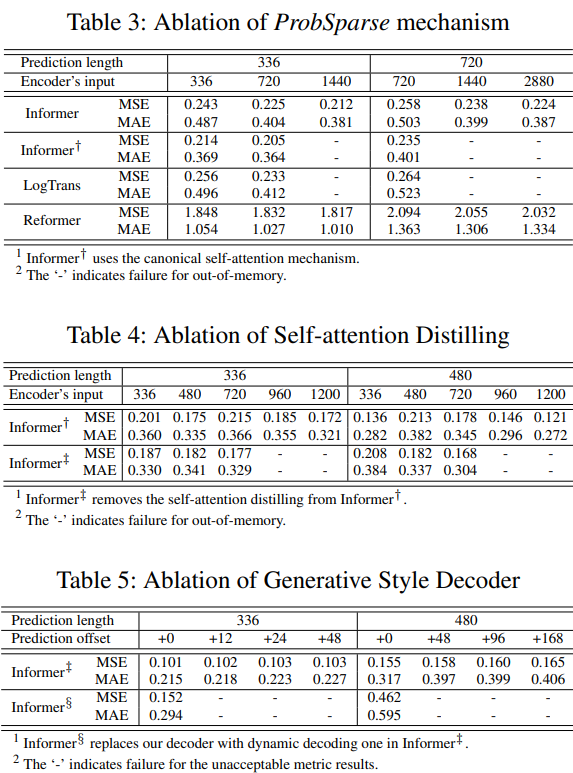 Table 3: Ablation of ProbSparse mechanism
Prediction length 336 720
Encoder's input 336 720 1440 720 1440 2880
Informer MSE 0.243 0.225 0.212 0.258 0.238 0.224
MAE 0.487 0.404 0.381 0.503 0.399 0.387
Informer† MSE 0.214 0.205 - 0.235 - -
MAE 0.369 0.364 - 0.401 - -
LogTrans MSE 0.256 0.233 - 0.264 - -
MAE 0.496 0.412 - 0.523 - -
Reformer MSE 1.848 1.832 1.817 2.094 2.055 2.032
MAE 1.054 1.027 1.010 1.363 1.306 1.334
1 Informer† uses the canonical self-attention mechanism.
2 The ‘-’ indicates failure for out-of-memory.
Table 4: Ablation of Self-attention Distilling
Prediction length 336 480
Encoder's input 336 480 720 960 1200 336 480 720 960 1200
Informer† MSE 0.201 0.175 0.215 0.185 0.172 0.136 0.213 0.178 0.146 0.121
MAE 0.360 0.335 0.366 0.355 0.321 0.282 0.382 0.345 0.296 0.272
Informer‡ MSE 0.187 0.182 0.177 - - 0.208 0.182 0.168 - -
MAE 0.330 0.341 0.329 - - 0.384 0.337 0.304 - -
1 Informer‡ removes the self-attention distilling from Informer†.
2 The ‘-’ indicates failure for out-of-memory.
Table 5: Ablation of Generative Style Decoder
Prediction length 336 480
Prediction offset +0 +12 +24 +48 +0 +48 +96 +168
Informer‡ MSE 0.101 0.102 0.103 0.103 0.155 0.158 0.160 0.165
MAE 0.215 0.218 0.223 0.227 0.317 0.397 0.399 0.406
Informer§ MSE 0.152 - - - 0.462 - - -
MAE 0.294 - - - 0.595 - - -
1 Informer§ replaces our decoder with dynamic decoding one in Informer‡.
2 The ‘-’ indicates failure for the unacceptable metric results.